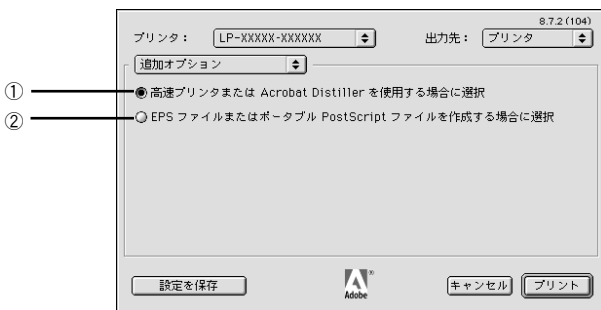 8.7.2 (104)
プリンタ： LP-XXXXX-XXXXXX 出力先： プリンタ
追加オプション
① 高速プリンタまたは Acrobat Distiller を使用する場合に選択
② EPS ファイルまたはポータブル PostScript ファイルを作成する場合に選択
設定を保存 Adobe キャンセル プリント